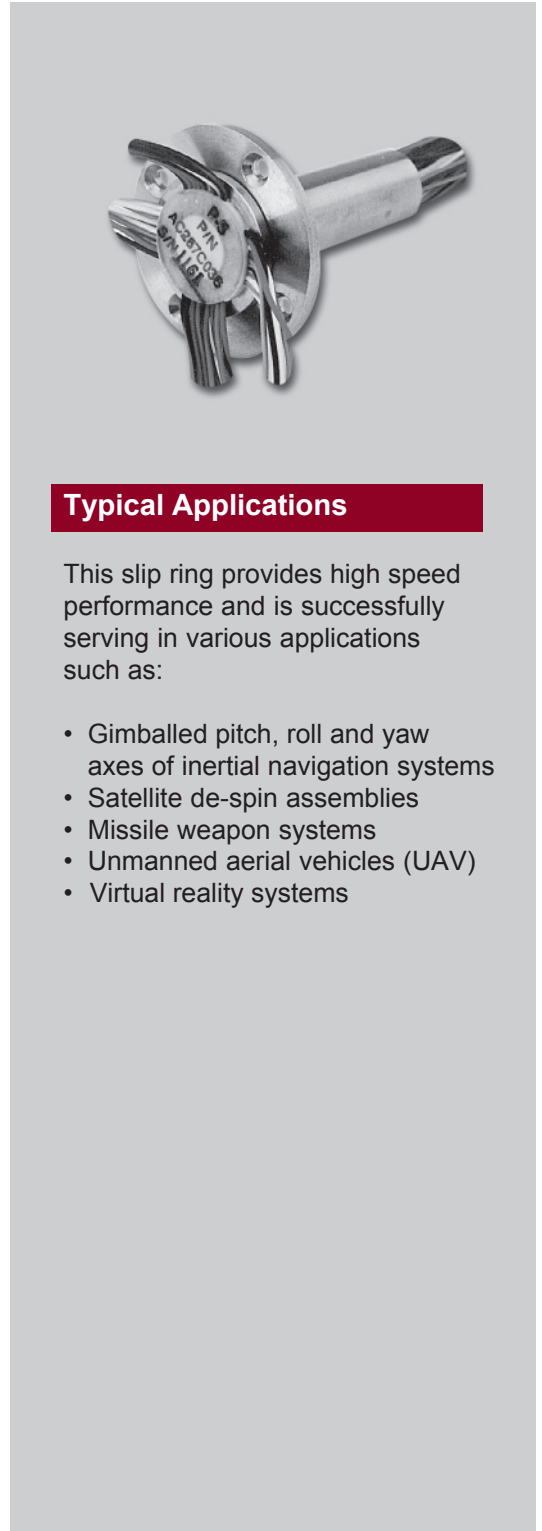 P-S
P/N
AC267C036
S/N 1161
Typical Applications
This slip ring provides high speed
performance and is successfully
serving in various applications
such as:
• Gimballed pitch, roll and yaw
axes of inertial navigation systems
• Satellite de-spin assemblies
• Missile weapon systems
• Unmanned aerial vehicles (UAV)
• Virtual reality systems